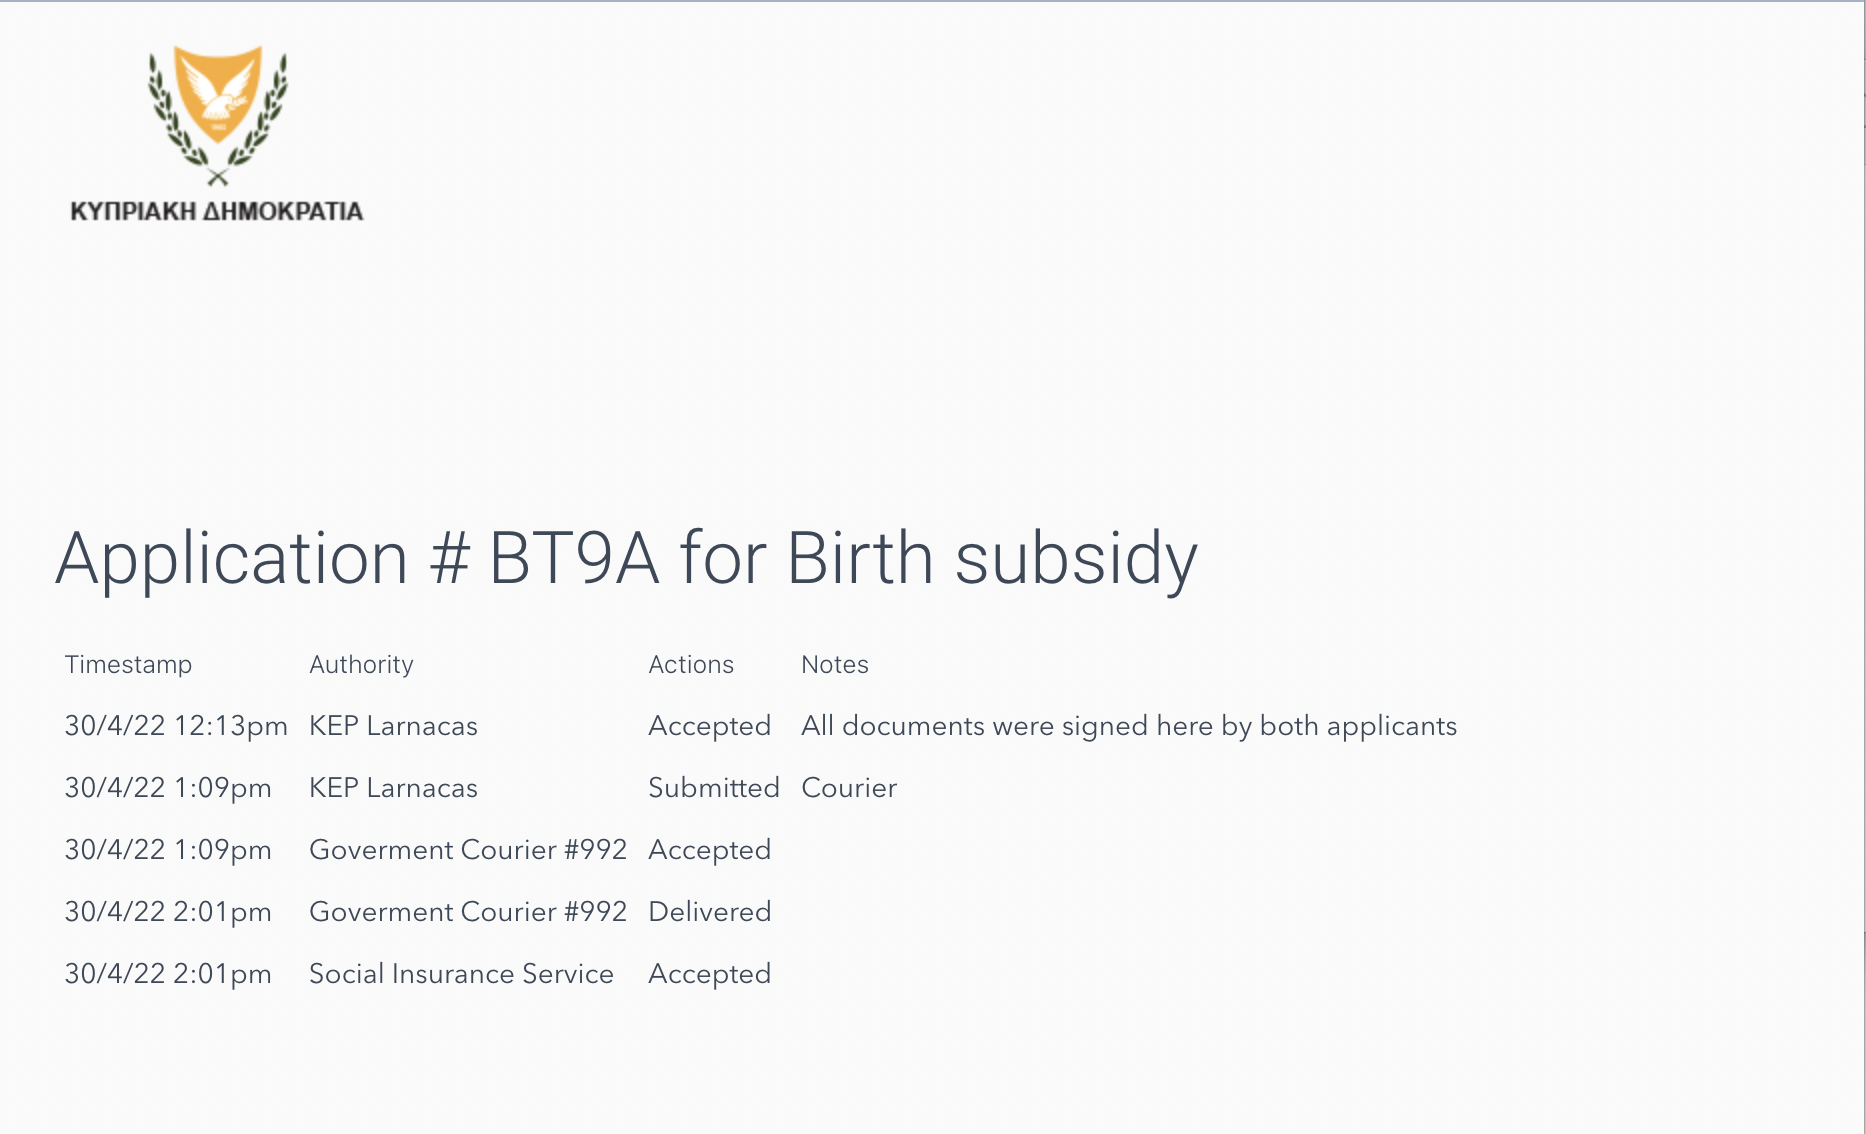 ΚΥΠΡΙΑΚΗ ΔΗΜΟΚΡΑΤΙΑ
Application # BT9A for Birth subsidy
Timestamp Authority Actions Notes
30/4/22 12:13pm KEP Larnacas Accepted All documents were signed here by both applicants
30/4/22 1:09pm KEP Larnacas Submitted Courier
30/4/22 1:09pm Goverment Courier #992 Accepted
30/4/22 2:01pm Goverment Courier #992 Delivered
30/4/22 2:01pm Social Insurance Service Accepted